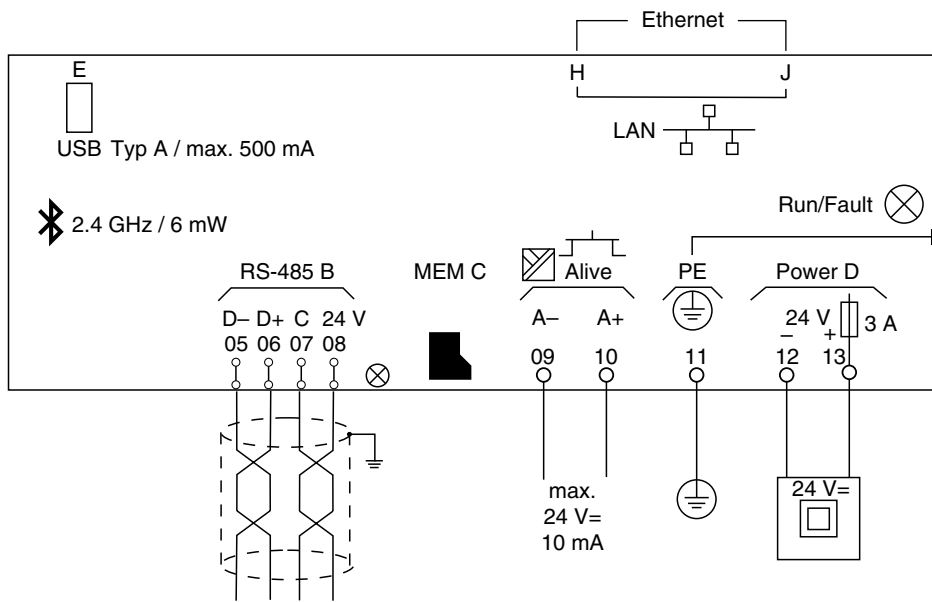 Ethernet
E
H J
USB Typ A / max. 500 mA
LAN
2.4 GHz / 6 mW
Run/Fault
RS-485 B
MEM C
Alive
PE
Power D
D– D+ C 24 V
A– A+
– 24 V +
3 A
05 06 07 08
09 10
11
12 13
max.
24 V=
10 mA
24 V=